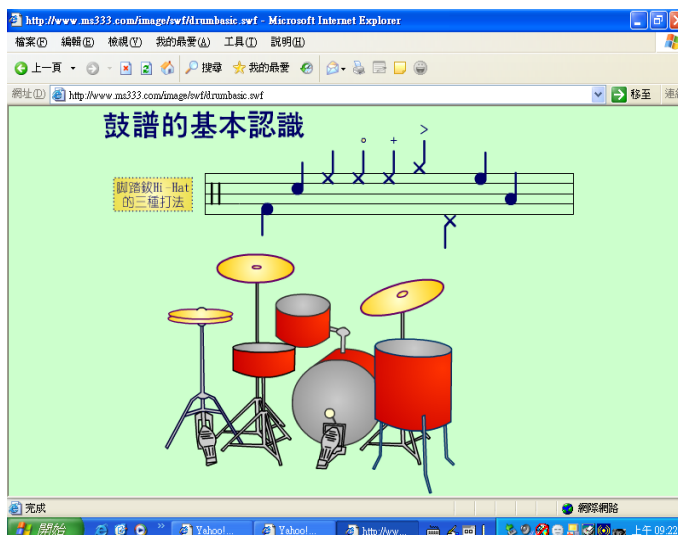 http://www.ms333.com/image/swf/drumbasic.swf - Microsoft Internet Explorer
檔案(F) 編輯(E) 檢視(V) 我的最愛(A) 工具(T) 說明(H)
上一頁 搜尋 我的最愛
網址(D) http://www.ms333.com/image/swf/drumbasic.swf 移至
鼓譜的基本認識
o + >
脚踏鈸Hi-Hat
的三種打法
完成 網際網路
開始 Yahoo!... Yahoo!... http://ww... 上午 09:22